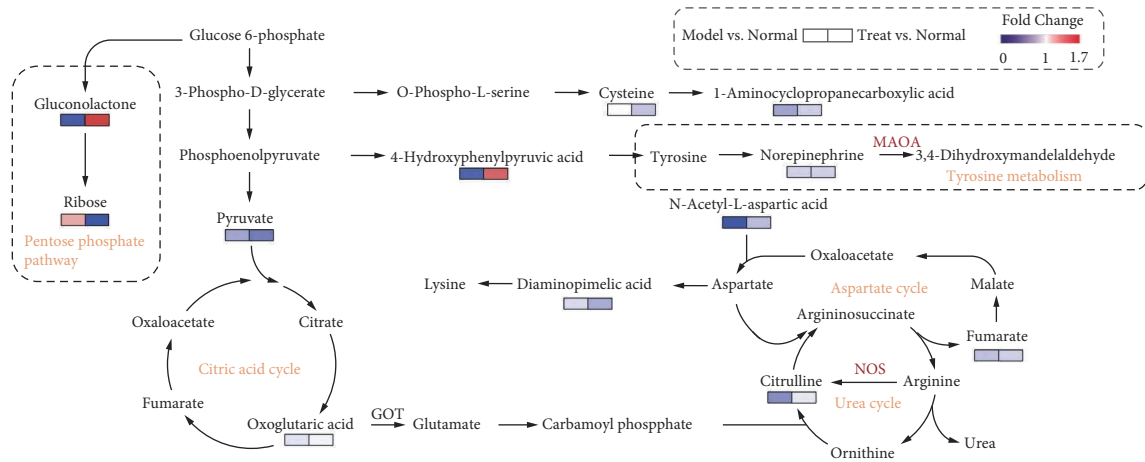 Glucose 6-phosphate
Model vs. Normal
Treat vs. Normal
Fold Change
0
1
1.7
Gluconolactone
3-Phospho-D-glycerate
O-Phospho-L-serine
Cysteine
1-Aminocyclopropanecarboxylic acid
Phosphoenolpyruvate
4-Hydroxyphenylpyruvic acid
Tyrosine
Norepinephrine
MAOA
3,4-Dihydroxymandelaldehyde
Tyrosine metabolism
Ribose
Pentose phosphate
pathway
Pyruvate
N-Acetyl-L-aspartic acid
Oxaloacetate
Lysine
Diaminopimelic acid
Aspartate
Aspartate cycle
Malate
Oxaloacetate
Citrate
Argininosuccinate
Fumarate
Citric acid cycle
Citrulline
NOS
Arginine
Fumarate
Urea cycle
Oxoglutaric acid
GOT
Glutamate
Carbamoyl phospphate
Ornithine
Urea